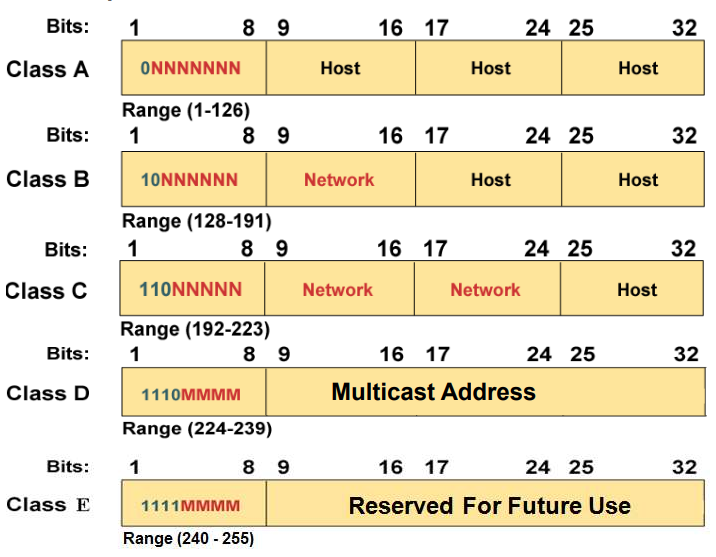 Bits: 1 8 9 16 17 24 25 32
Class A 0NNNNNNN Host Host Host
Range (1-126)
Bits: 1 8 9 16 17 24 25 32
Class B 10NNNNNN Network Host Host
Range (128-191)
Bits: 1 8 9 16 17 24 25 32
Class C 110NNNNN Network Network Host
Range (192-223)
Bits: 1 8 9 16 17 24 25 32
Class D 1110MMMM Multicast Address
Range (224-239)
Bits: 1 8 9 16 17 24 25 32
Class E 1111MMMM Reserved For Future Use
Range (240 - 255)